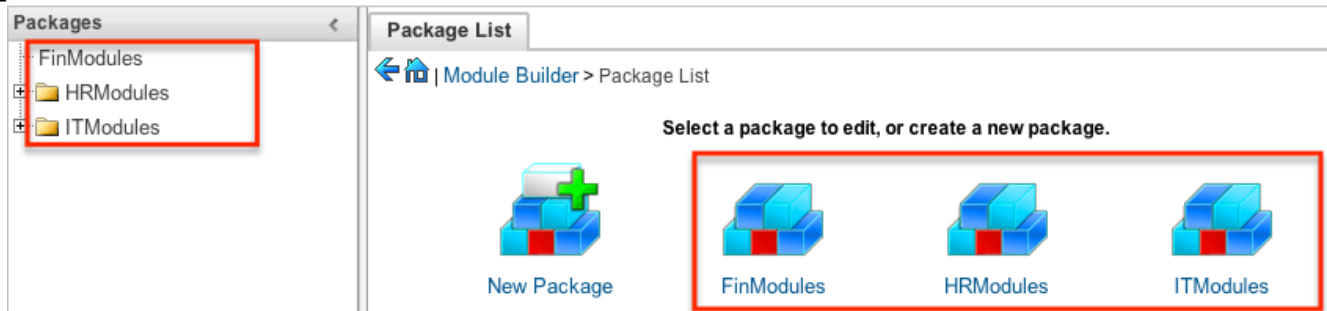 Packages
FinModules
HRModules
ITModules
Package List
| Module Builder > Package List
Select a package to edit, or create a new package.
New Package FinModules HRModules ITModules